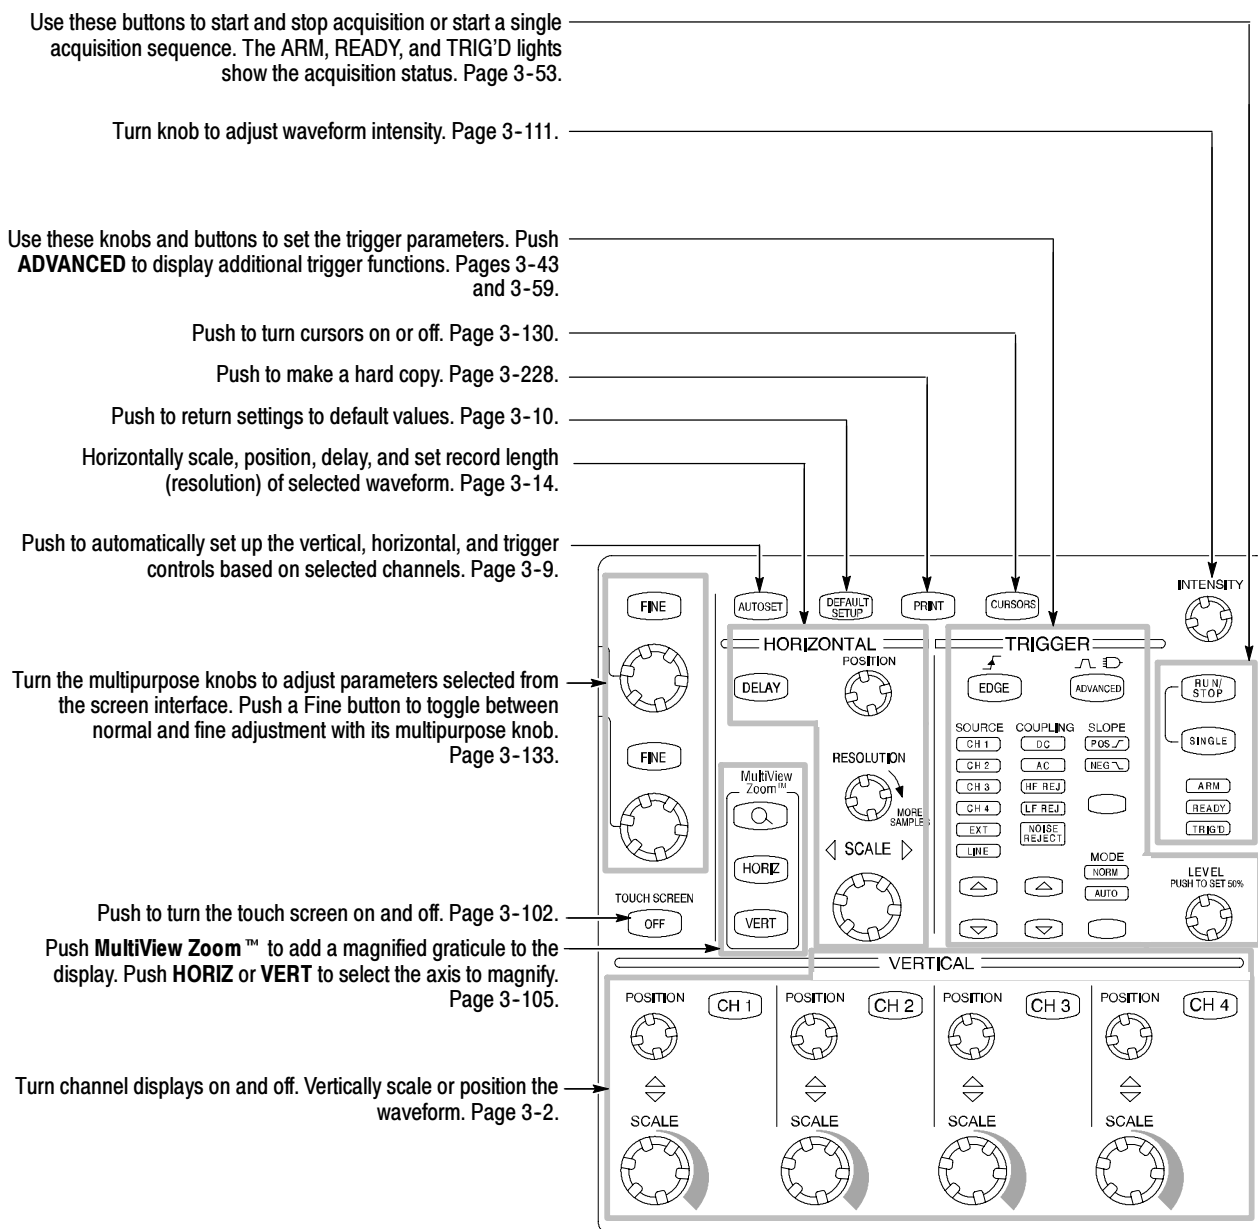 Use these buttons to start and stop acquisition or start a single
acquisition sequence. The ARM, READY, and TRIG'D lights
show the acquisition status. Page 3-53.
Turn knob to adjust waveform intensity. Page 3-111.
Use these knobs and buttons to set the trigger parameters. Push
ADVANCED to display additional trigger functions. Pages 3-43
and 3-59.
Push to turn cursors on or off. Page 3-130.
Push to make a hard copy. Page 3-228.
Push to return settings to default values. Page 3-10.
Horizontally scale, position, delay, and set record length
(resolution) of selected waveform. Page 3-14.
Push to automatically set up the vertical, horizontal, and trigger
controls based on selected channels. Page 3-9.
Turn the multipurpose knobs to adjust parameters selected from
the screen interface. Push a Fine button to toggle between
normal and fine adjustment with its multipurpose knob.
Page 3-133.
Push to turn the touch screen on and off. Page 3-102.
Push MultiView Zoom™ to add a magnified graticule to the
display. Push HORIZ or VERT to select the axis to magnify.
Page 3-105.
Turn channel displays on and off. Vertically scale or position the
waveform. Page 3-2.
FINE
FINE
TOUCH SCREEN
OFF
AUTOSET
DEFAULT
SETUP
PRINT
CURSORS
INTENSITY
HORIZONTAL
POSITION
DELAY
RESOLUTION
MORE
SAMPLES
SCALE
MultiView
Zoom™
HORIZ
VERT
TRIGGER
EDGE
ADVANCED
SOURCE
CH 1
CH 2
CH 3
CH 4
EXT
LINE
COUPLING
DC
AC
HF REJ
LF REJ
NOISE
REJECT
SLOPE
POS
NEG
MODE
NORM
AUTO
RUN/
STOP
SINGLE
ARM
READY
TRIG'D
LEVEL
PUSH TO SET 50%
VERTICAL
POSITION
CH 1
POSITION
CH 2
POSITION
CH 3
POSITION
CH 4
SCALE
SCALE
SCALE
SCALE